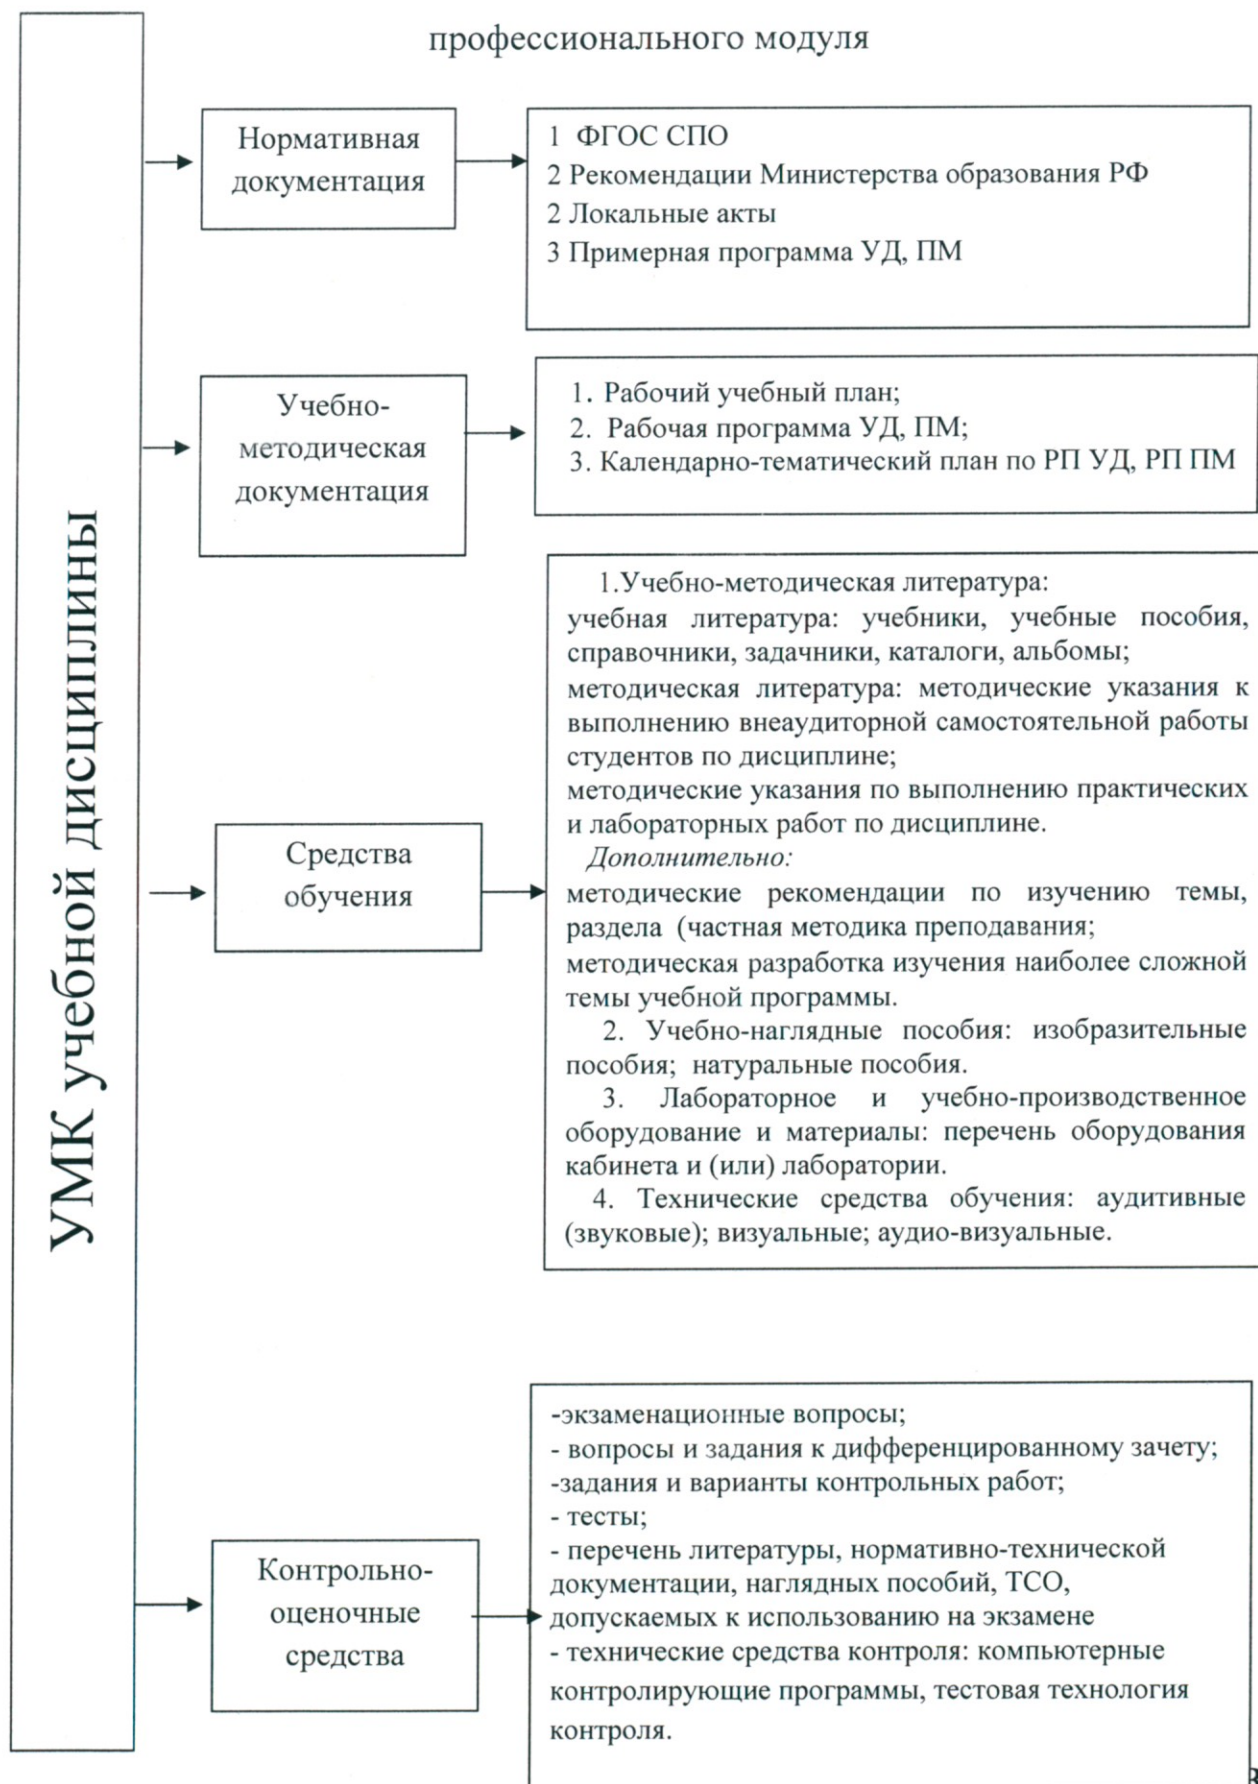 профессионального модуля
УМК учебной дисциплины
Нормативная
документация
1 ФГОС СПО
2 Рекомендации Министерства образования РФ
2 Локальные акты
3 Примерная программа УД, ПМ
Учебно-
методическая
документация
1. Рабочий учебный план;
2. Рабочая программа УД, ПМ;
3. Календарно-тематический план по РП УД, РП ПМ
Средства
обучения
1.Учебно-методическая литература:
учебная литература: учебники, учебные пособия,
справочники, задачники, каталоги, альбомы;
методическая литература: методические указания к
выполнению внеаудиторной самостоятельной работы
студентов по дисциплине;
методические указания по выполнению практических
и лабораторных работ по дисциплине.
Дополнительно:
методические рекомендации по изучению темы,
раздела (частная методика преподавания;
методическая разработка изучения наиболее сложной
темы учебной программы.
2. Учебно-наглядные пособия: изобразительные
пособия; натуральные пособия.
3. Лабораторное и учебно-производственное
оборудование и материалы: перечень оборудования
кабинета и (или) лаборатории.
4. Технические средства обучения: аудитивные
(звуковые); визуальные; аудио-визуальные.
Контрольно-
оценочные
средства
-экзаменационные вопросы;
- вопросы и задания к дифференцированному зачету;
-задания и варианты контрольных работ;
- тесты;
- перечень литературы, нормативно-технической
документации, наглядных пособий, ТСО,
допускаемых к использованию на экзамене
- технические средства контроля: компьютерные
контролирующие программы, тестовая технология
контроля.